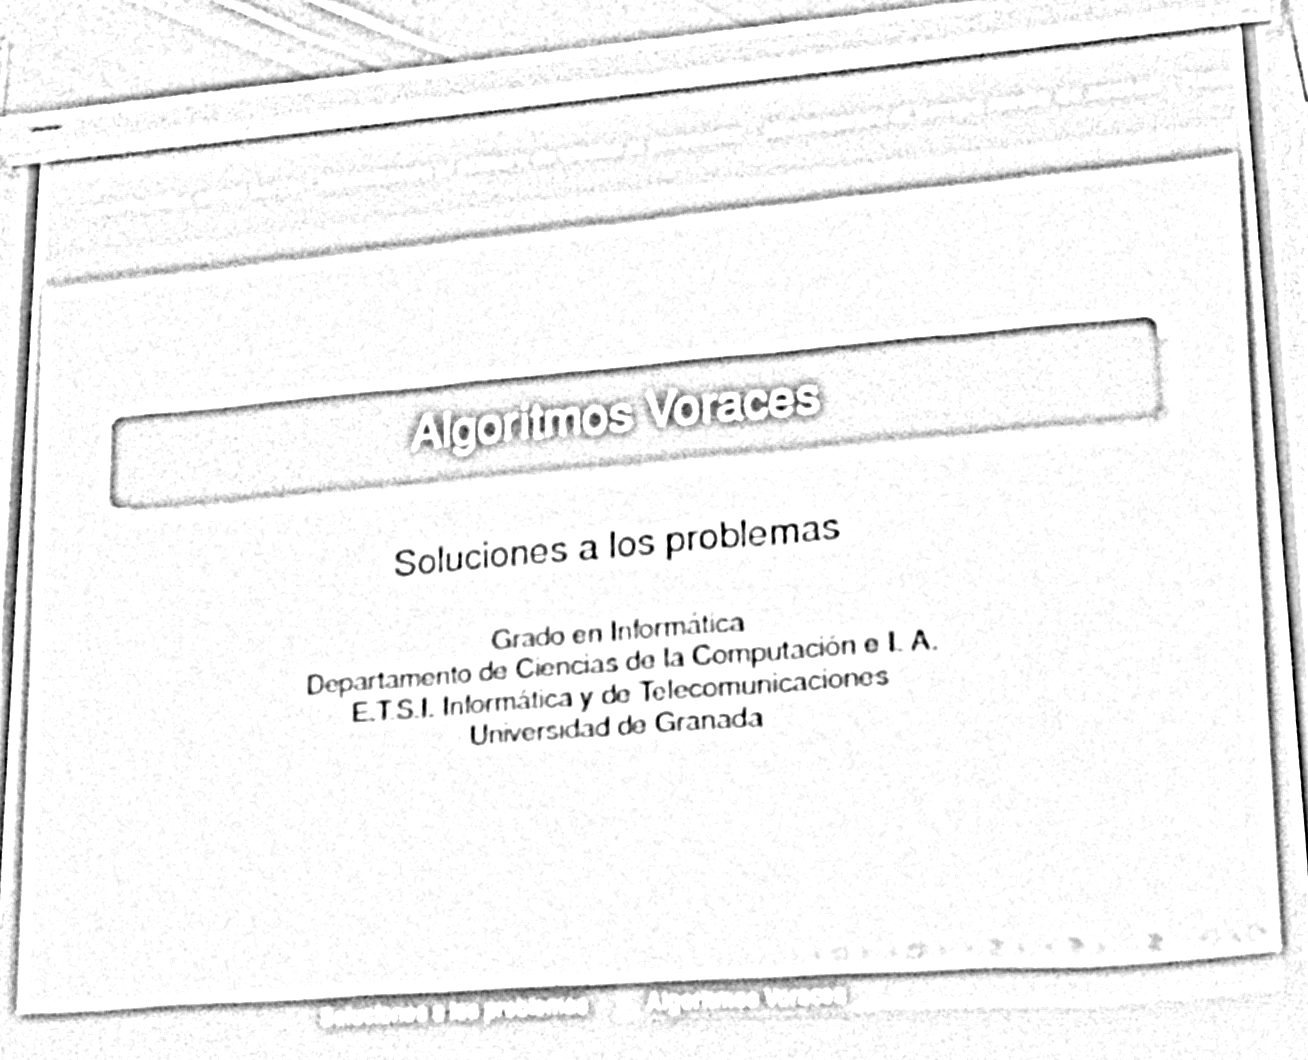 Algoritmos Voraces
Soluciones a los problemas
Grado en Informática
Departamento de Ciencias de la Computación e I. A.
E.T.S.I. Informática y de Telecomunicaciones
Universidad de Granada
Soluciones a los problemas Algoritmos Voraces